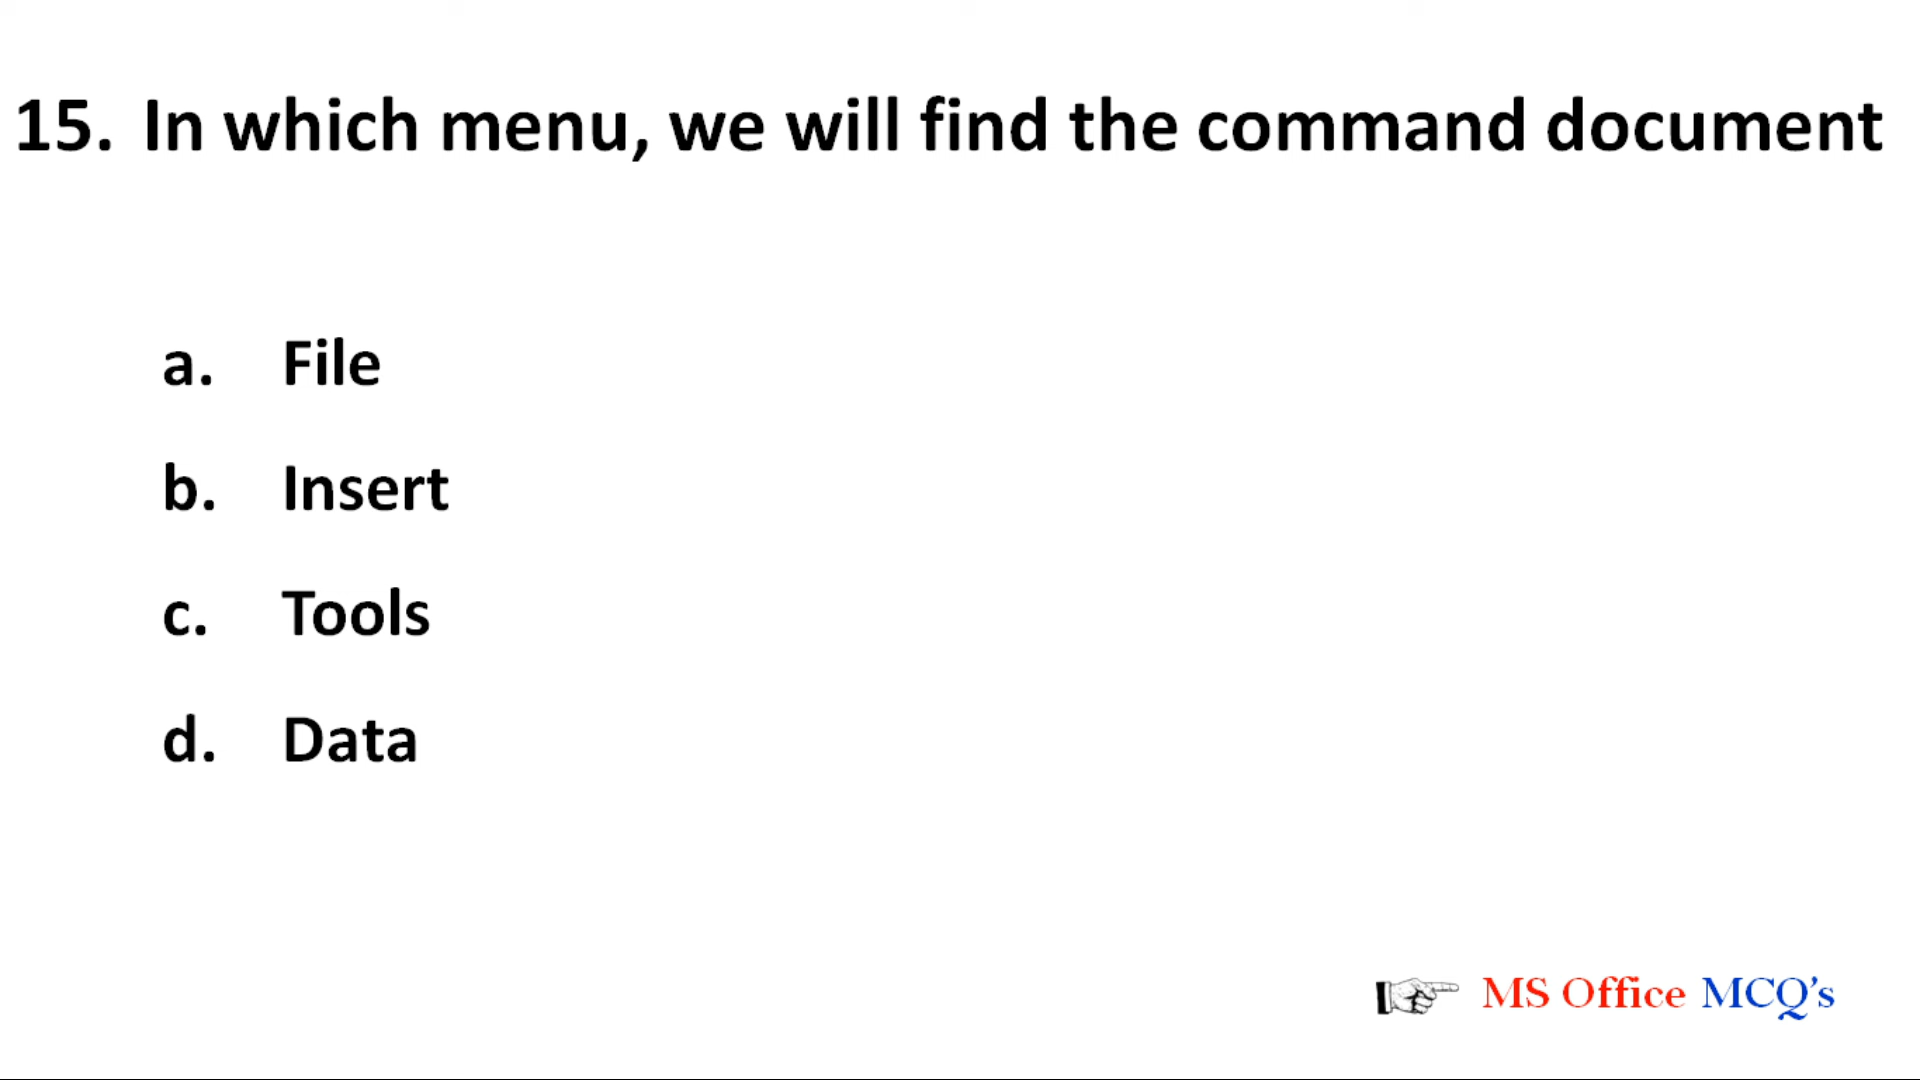 15. In which menu, we will find the command document
a. File
b. Insert
c. Tools
d. Data
MS Office MCQ's